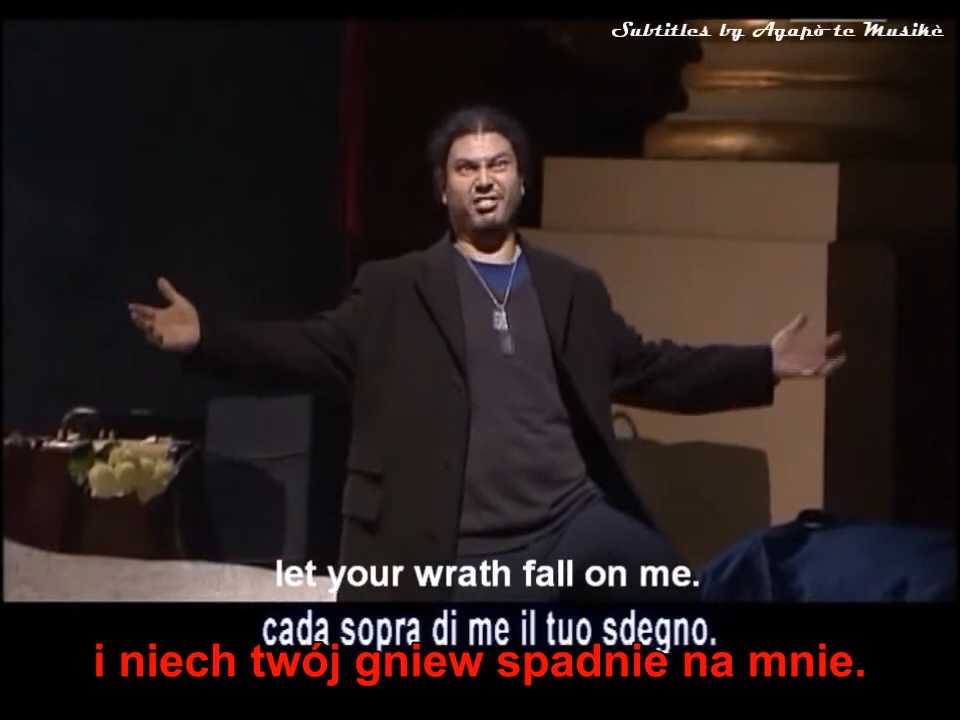 Subtitles by Agapò te Musikè
let your wrath fall on me.
cada sopra di me il tuo sdegno.
i niech twój gniew spadnie na mnie.